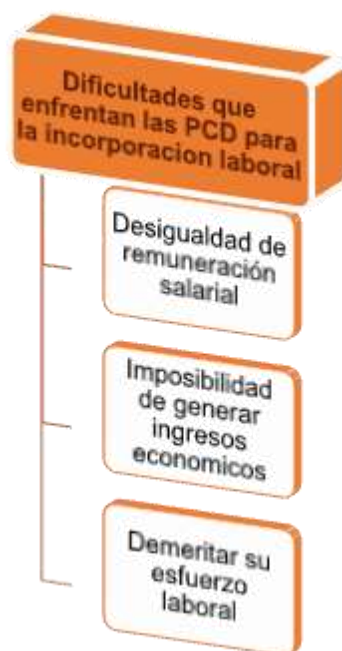 Dificultades que
enfrentan las PCD para
la incorporacion laboral
Desigualdad de
remuneración
salarial
Imposibilidad
de generar
ingresos
economicos
Demeritar su
esfuerzo
laboral